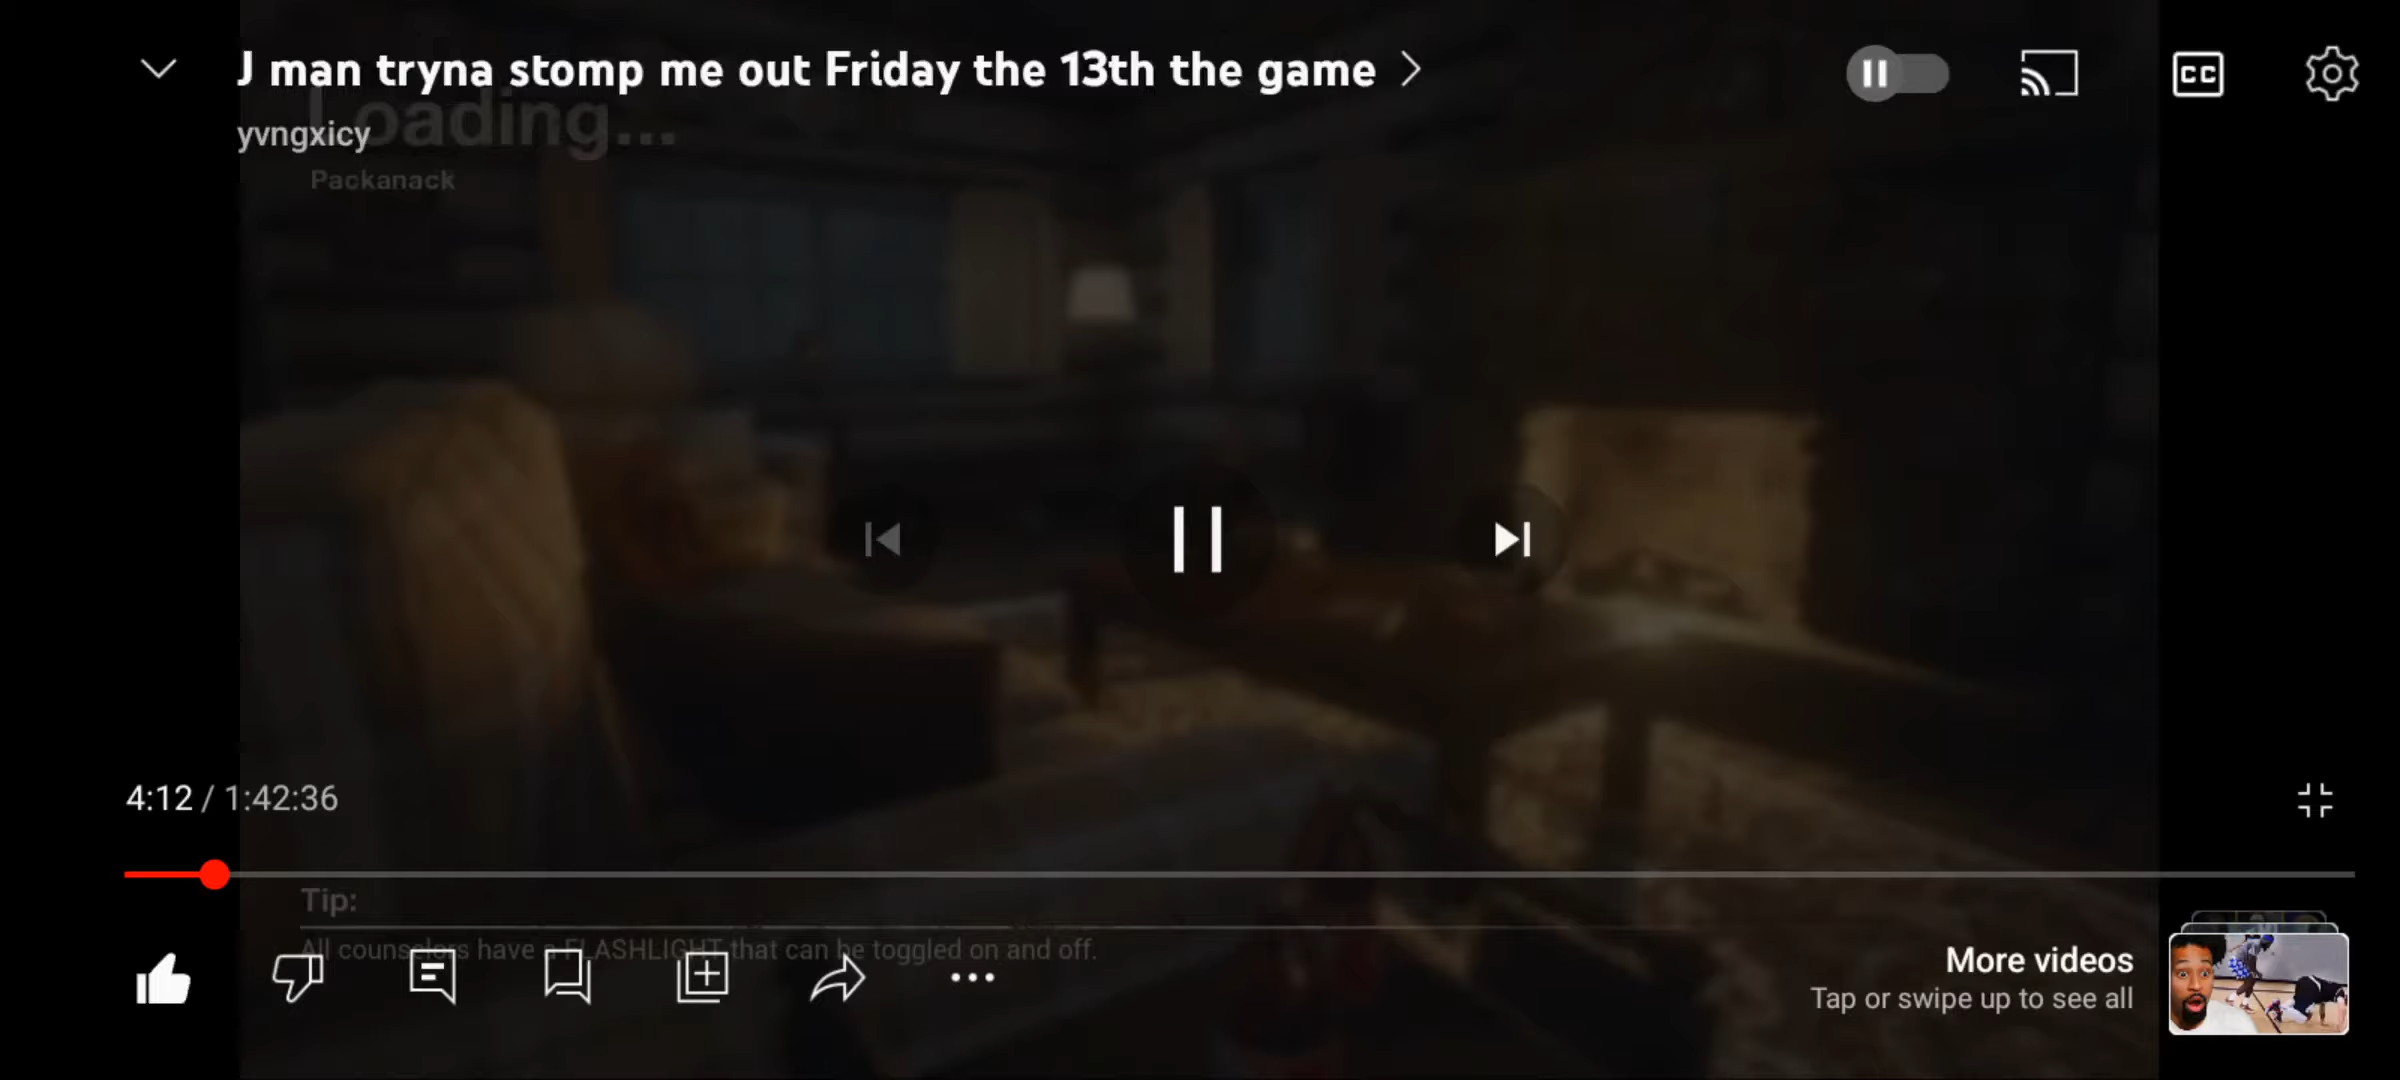 J man tryna stomp me out Friday the 13th the game
yvngxicy
Loading...
Packanack
CC
4:12 / 1:42:36
Tip:
All counselors have a FLASHLIGHT that can be toggled on and off.
More videos
Tap or swipe up to see all